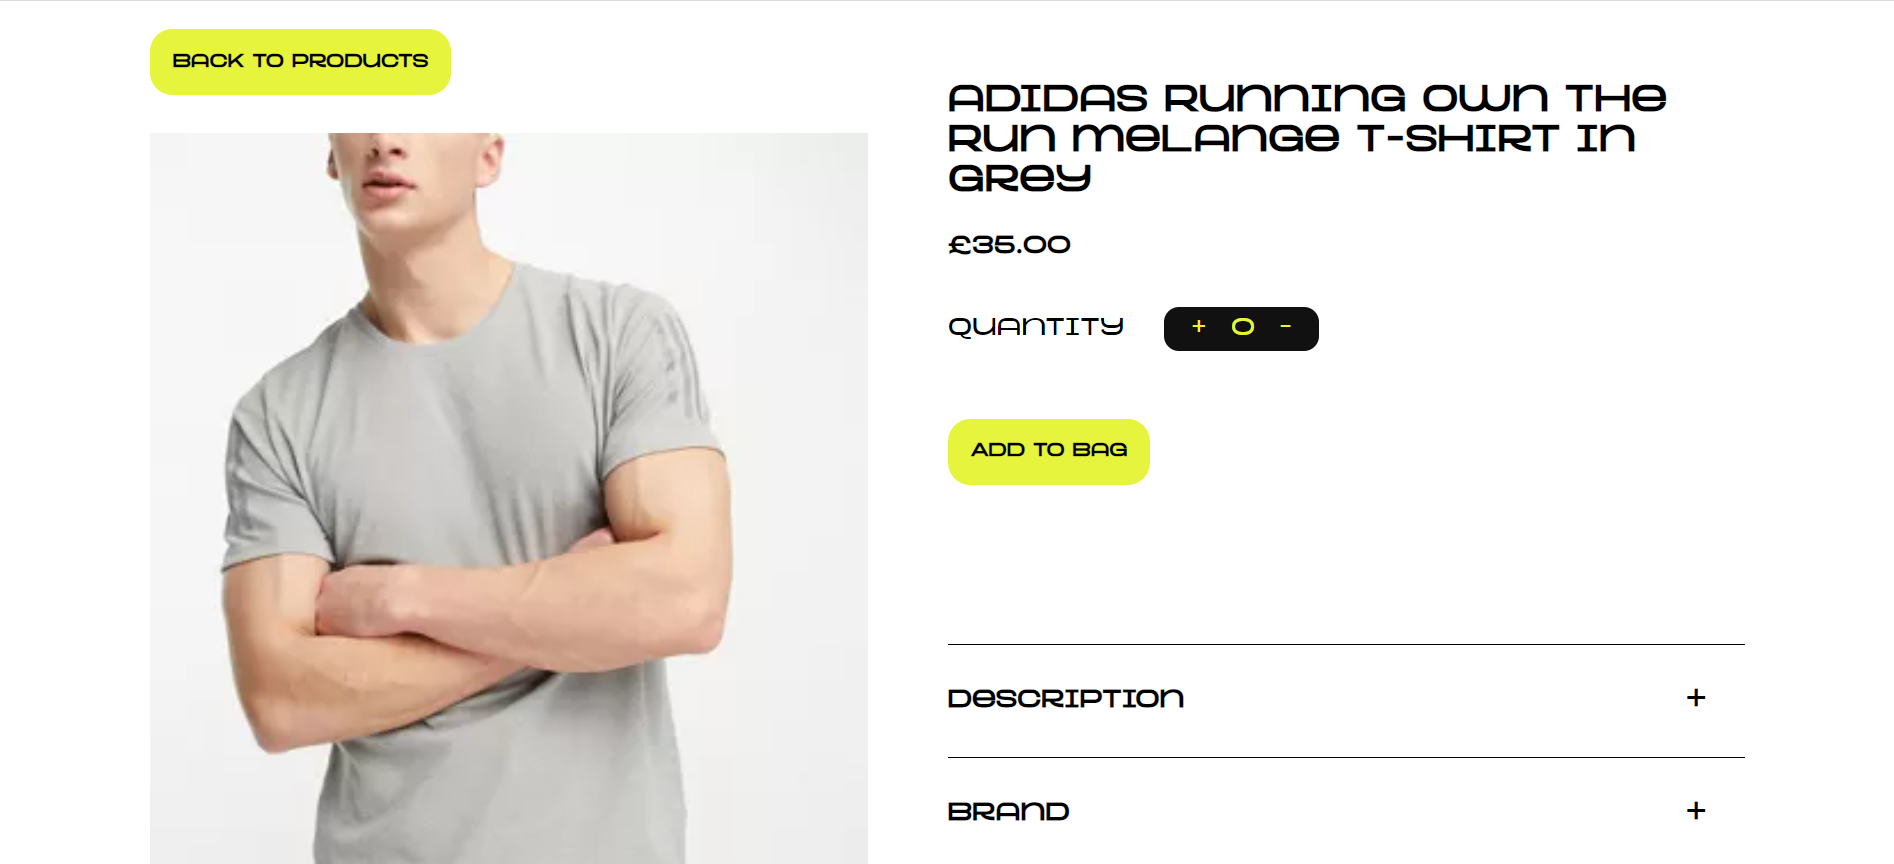 BACK TO PRODUCTS
ADIDAS RUNNING OWN THE
RUN MELANGE T-SHIRT IN
GREY
£35.00
QUANTITY + 0 -
ADD TO BAG
DESCRIPTION +
BRAND +